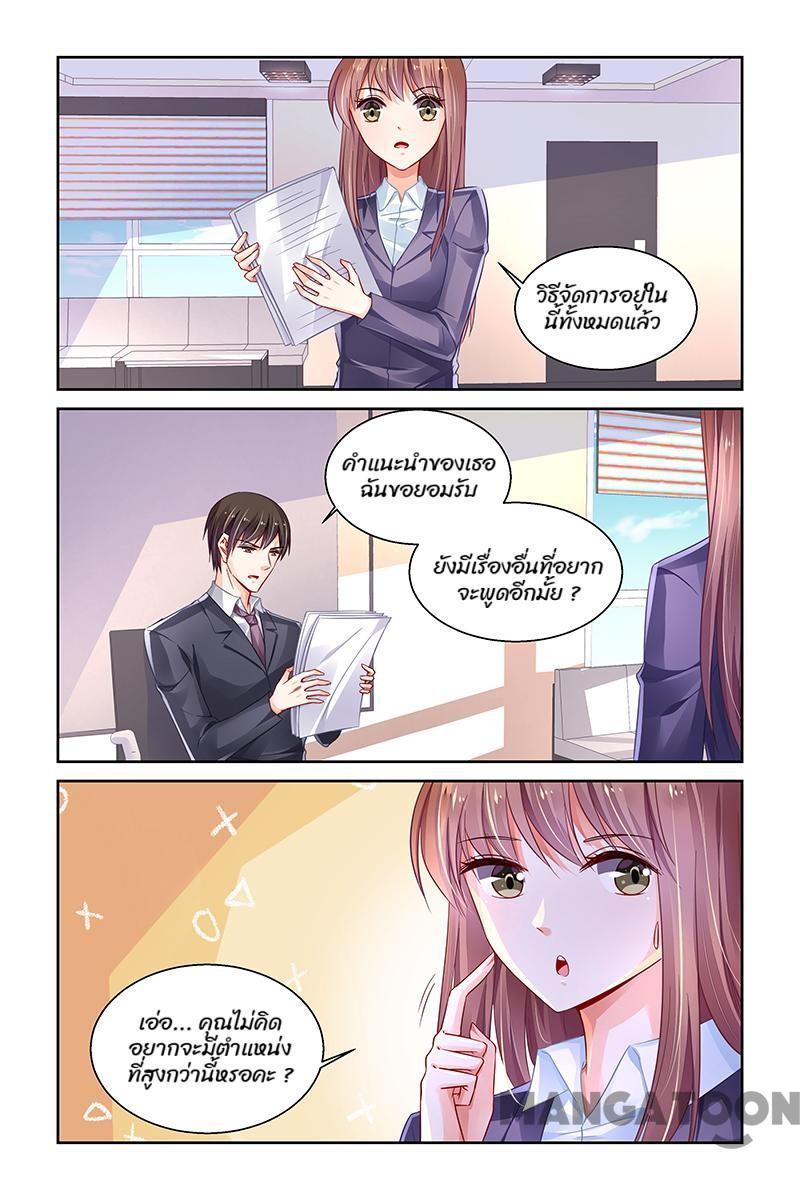 วิธีจัดการอยู่ใน
นี้ทั้งหมดแล้ว
คำแนะนำของเธอ
ฉันขอยอมรับ
ยังมีเรื่องอื่นที่อยาก
จะพูดอีกมั้ย ?
เอ่อ... คุณไม่คิด
อยากจะมีตำแหน่ง
ที่สูงกว่านี้หรอคะ ?
MANGATOON